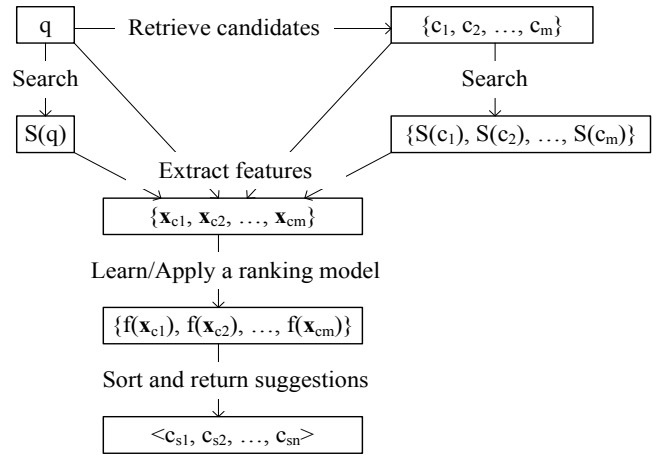 q Retrieve candidates {c1, c2, …, cm}
Search Search
S(q) {S(c1), S(c2), …, S(cm)}
Extract features
{xc1, xc2, …, xcm}
Learn/Apply a ranking model
{f(xc1), f(xc2), …, f(xcm)}
Sort and return suggestions
<cs1, cs2, …, csn>